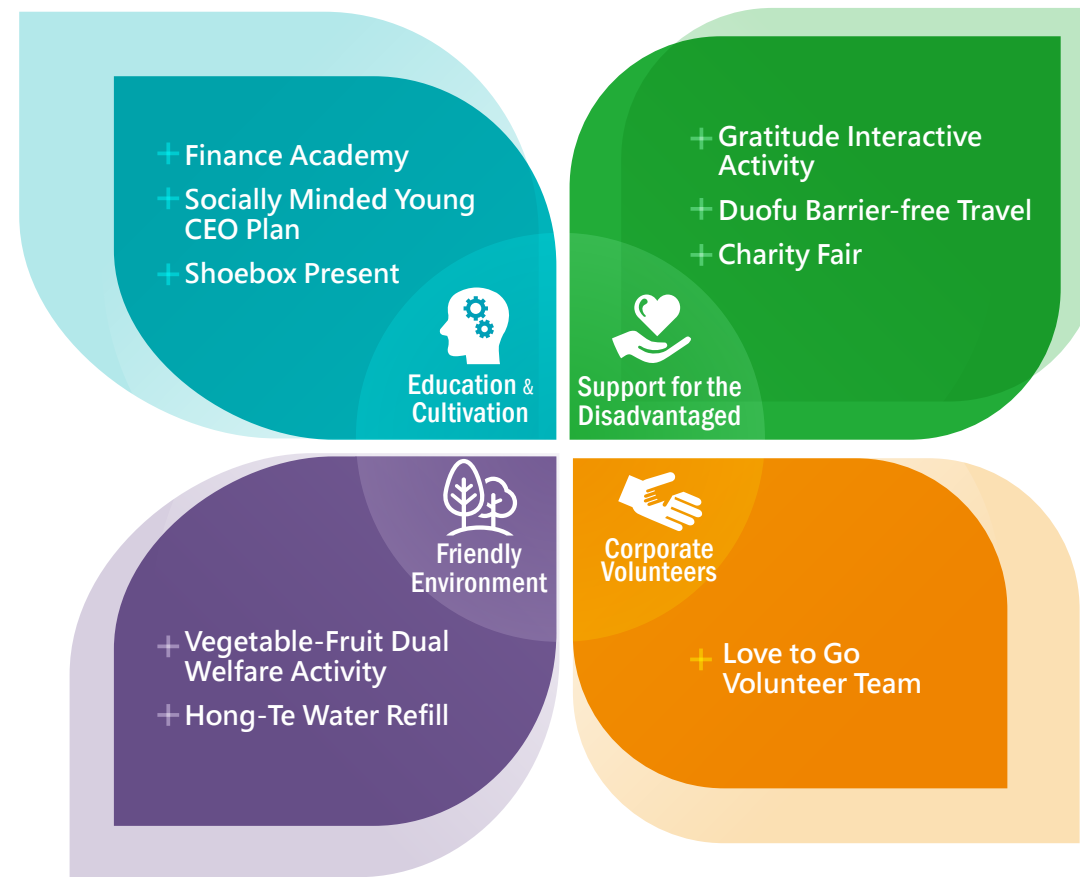 Finance Academy
Socially Minded Young
CEO Plan
Shoebox Present
Education &
Cultivation
Gratitude Interactive
Activity
Duofu Barrier-free Travel
Charity Fair
Support for the
Disadvantaged
Friendly
Environment
Vegetable-Fruit Dual
Welfare Activity
Hong-Te Water Refill
Corporate
Volunteers
Love to Go
Volunteer Team